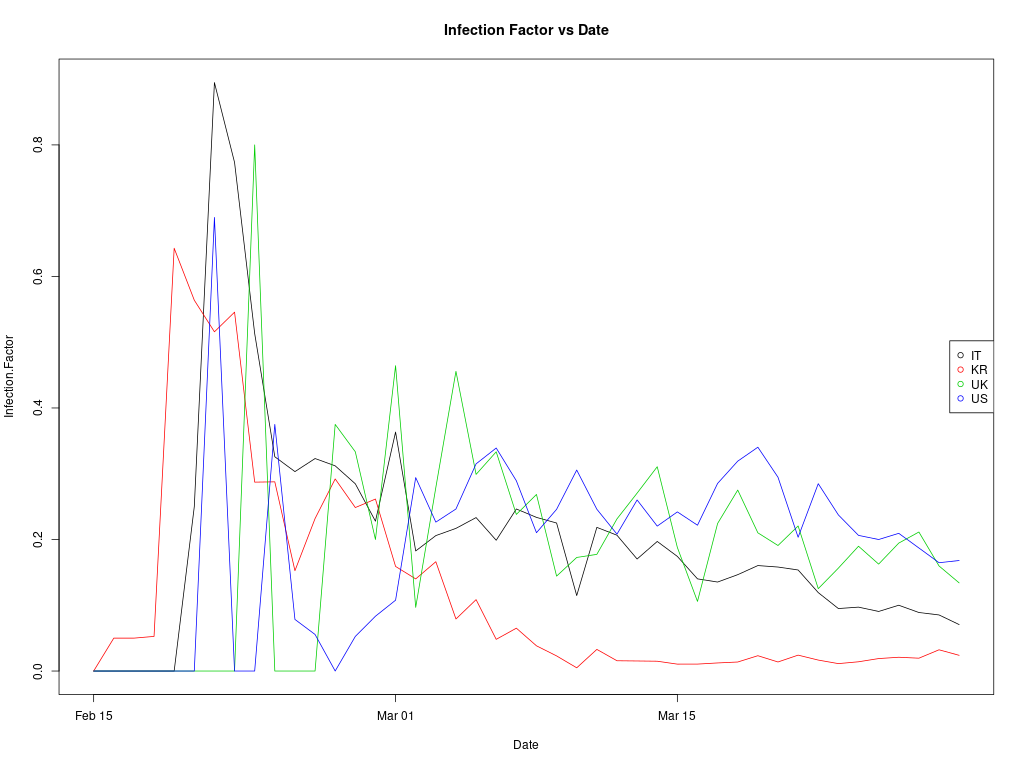 Infection Factor vs Date
Infection.Factor
0.8
0.6
0.4
0.2
0.0
Feb 15
Mar 01
Mar 15
Date
IT
KR
UK
US